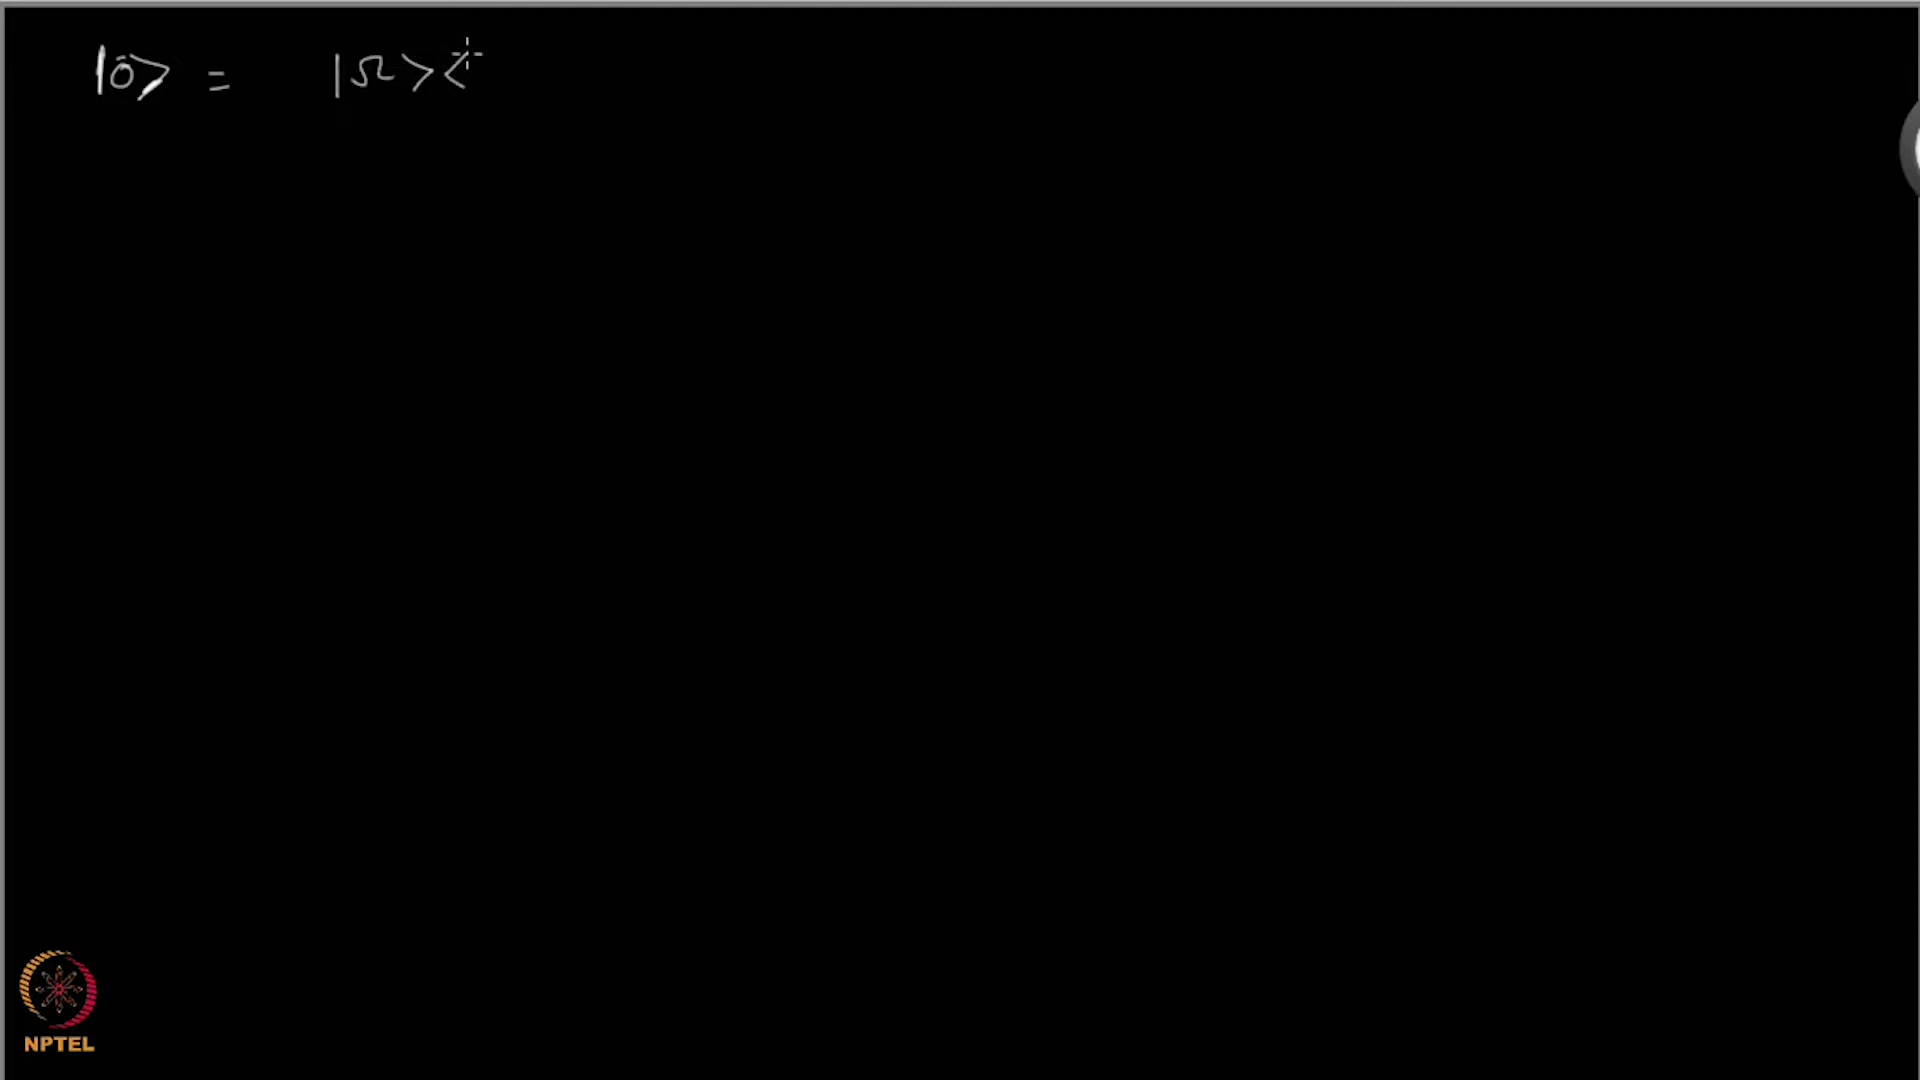 |0> = |Ω><
NPTEL